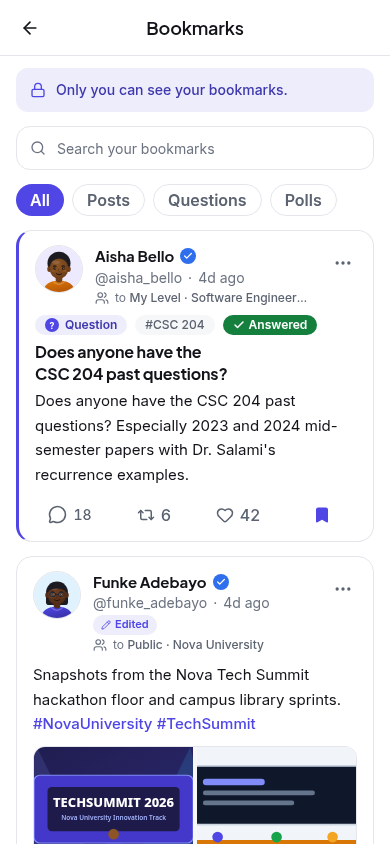 Bookmarks
Only you can see your bookmarks.
Search your bookmarks
All Posts Questions Polls
Aisha Bello
@aisha_bello · 4d ago
to My Level · Software Engineer...
? Question #CSC 204 Answered
Does anyone have the
CSC 204 past questions?
Does anyone have the CSC 204 past
questions? Especially 2023 and 2024 mid-
semester papers with Dr. Salami's
recurrence examples.
18 6 42
Funke Adebayo
@funke_adebayo · 4d ago
Edited
to Public · Nova University
Snapshots from the Nova Tech Summit
hackathon floor and campus library sprints.
#NovaUniversity #TechSummit
TECHSUMMIT 2026
Nova University Innovation Track